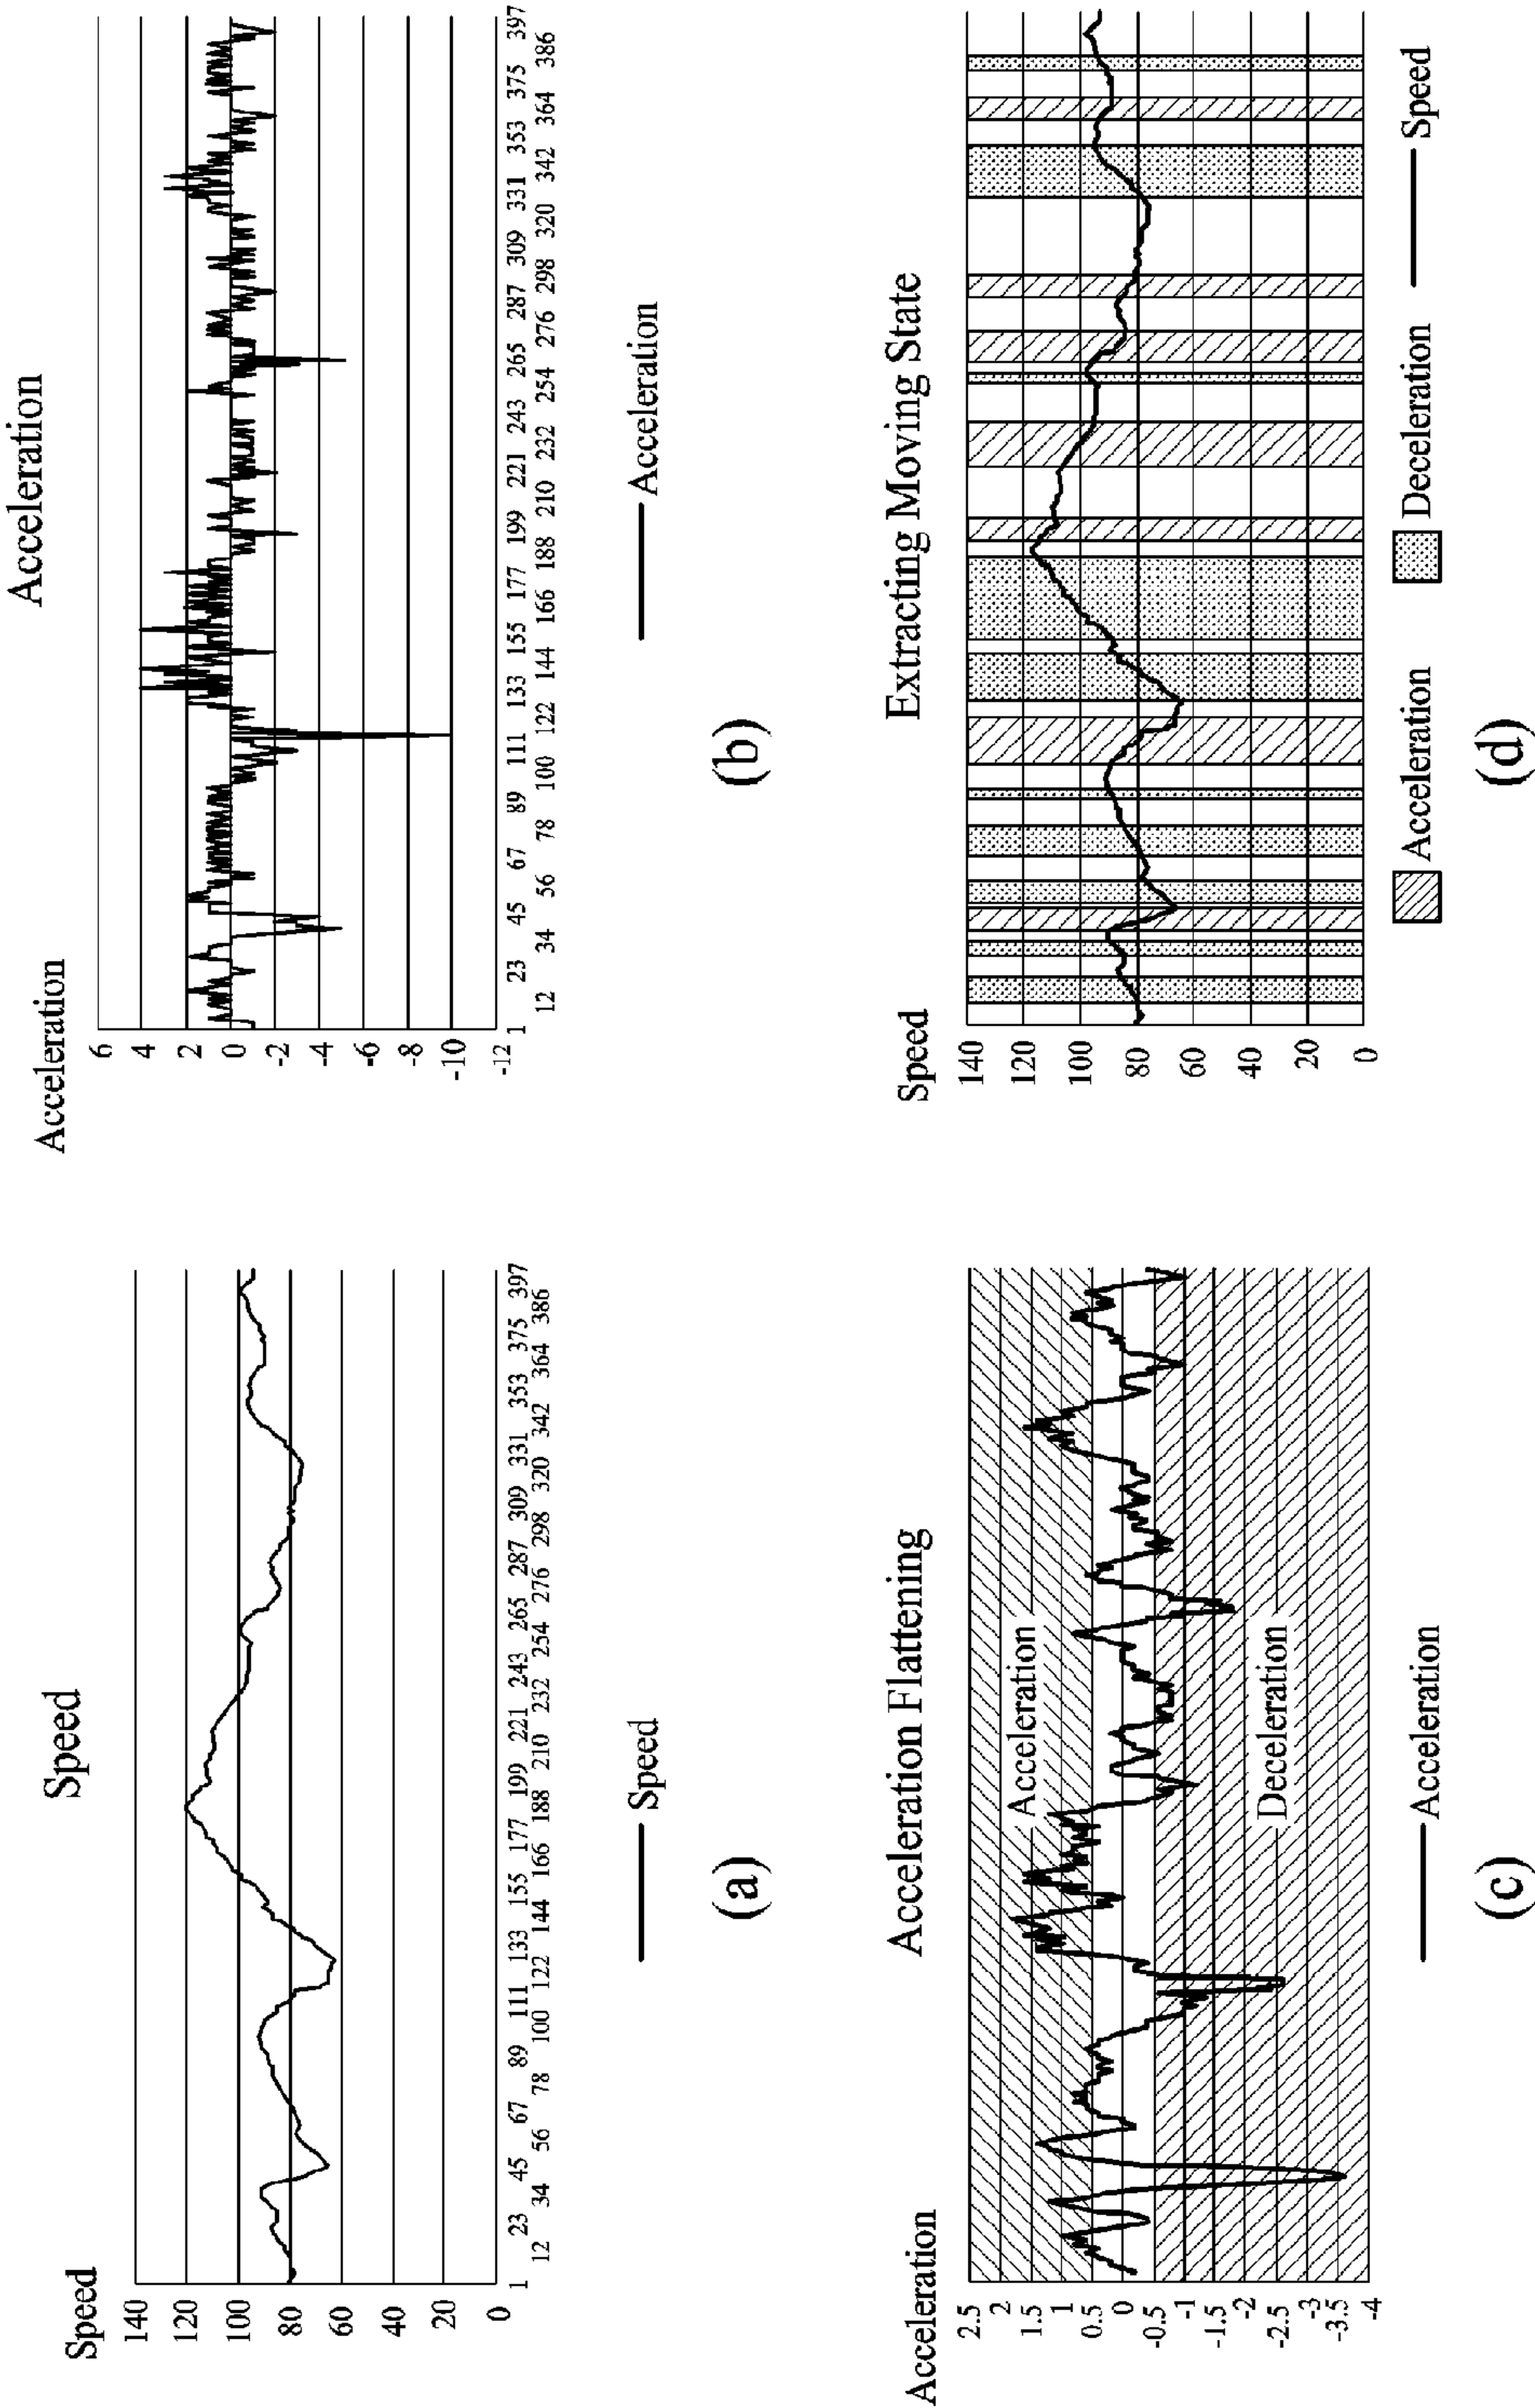 Speed
Speed
140
120
100
80
60
40
20
0
1 23 45 67 89 111 133 155 177 199 221 243 265 287 309 331 353 375 397
12 34 56 78 100 122 144 166 188 210 232 254 276 298 320 342 364 386
Speed
(a)
Acceleration
Acceleration
6
4
2
0
-2
-4
-6
-8
-10
-12
1 23 45 67 89 111 133 155 177 199 221 243 265 287 309 331 353 375 397
12 34 56 78 100 122 144 166 188 210 232 254 276 298 320 342 364 386
Acceleration
(b)
Acceleration Flattening
Acceleration
2.5
2
1.5
1
0.5
0
-0.5
-1
-1.5
-2
-2.5
-3
-3.5
-4
Acceleration
Deceleration
Acceleration
(c)
Extracting Moving State
Speed
140
120
100
80
60
40
20
0
Acceleration Deceleration Speed
(d)